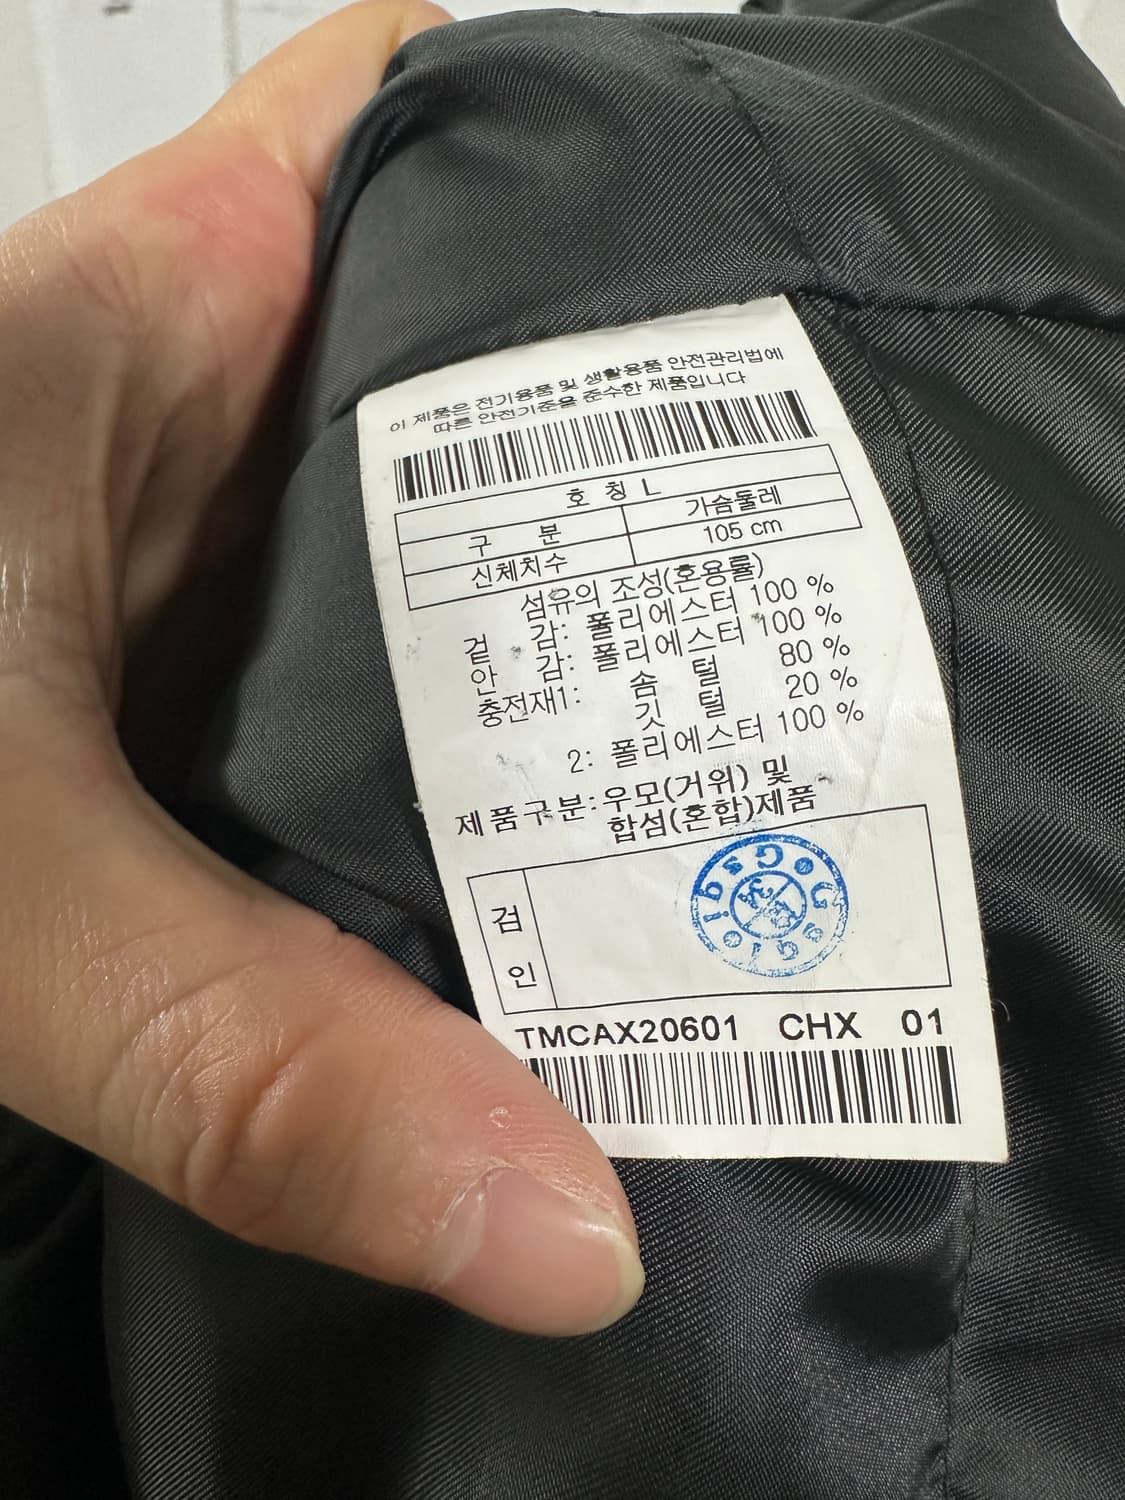 이 제품은 전기용품 및 생활용품 안전관리법에
따른 안전기준을 준수한 제품입니다
호 칭 L
구 분 가슴둘레
신체치수 105 cm
섬유의 조성(혼용률)
겉 감: 폴리에스터 100 %
안 감: 폴리에스터 100 %
충전재1: 솜 털 80 %
깃 털 20 %
2: 폴리에스터 100 %
제품구분: 우모(거위) 및
합섬(혼합)제품
검
인
TMCAX20601 CHX 01